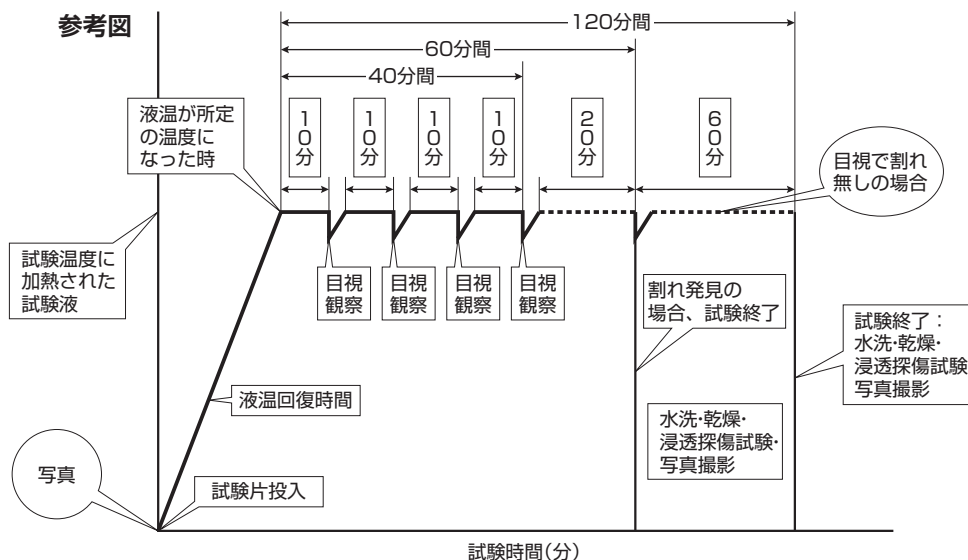 参考図
120分間
60分間
40分間
10分
10分
10分
10分
20分
60分
液温が所定
の温度に
なった時
目視で割れ
無しの場合
試験温度に
加熱された
試験液
目視
観察
目視
観察
目視
観察
目視
観察
割れ発見の
場合、試験終了
試験終了：
水洗･乾燥･
浸透探傷試験
写真撮影
液温回復時間
水洗･乾燥･
浸透探傷試験･
写真撮影
写真
試験片投入
試験時間(分)